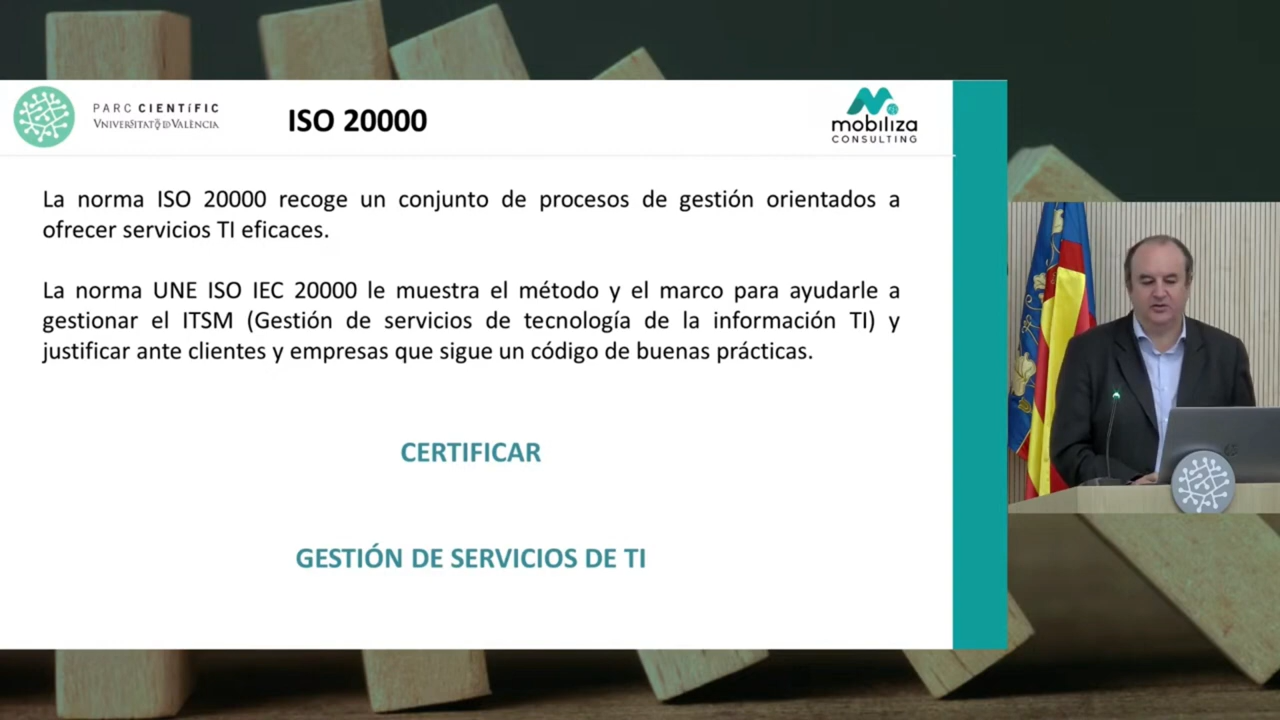 PARC CIENTÍFIC
VNIVERSITATÖDVALÈNCIA
ISO 20000
mobiliza
CONSULTING
La norma ISO 20000 recoge un conjunto de procesos de gestión orientados a
ofrecer servicios TI eficaces.
La norma UNE ISO IEC 20000 le muestra el método y el marco para ayudarle a
gestionar el ITSM (Gestión de servicios de tecnología de la información TI) y
justificar ante clientes y empresas que sigue un código de buenas prácticas.
CERTIFICAR
GESTIÓN DE SERVICIOS DE TI